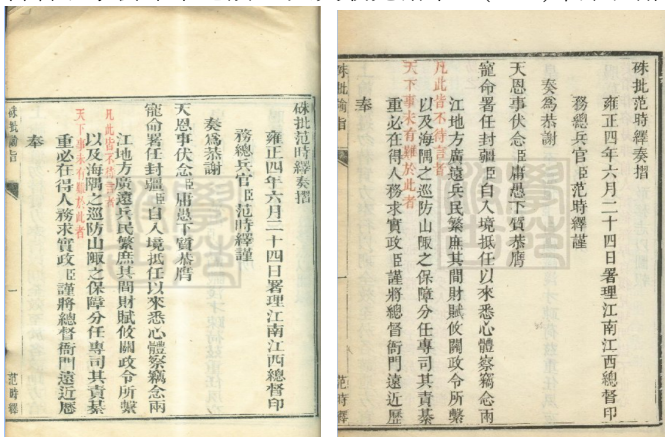 硃批范時繹奏摺
雍正四年六月二十四日署理江南江西總督印
務總兵官臣范時繹謹
奏爲恭謝
天恩事伏念臣庸愚下質恭膺
寵命署任封疆臣自入境抵任以來悉心體察竊念兩
江地方廣遠兵民繁庶其間財賦攸關政令所繫
凡此皆不待言者
以及海隅之巡防山陬之保障分任專司其責綦
天下事未有難於此者
重必在得人務求實政臣謹將總督衙門遠近歷
奉
硃批諭旨
一
范時繹
硃批范時繹奏摺
雍正四年六月二十四日署理江南江西總督印
務總兵官臣范時繹謹
奏爲恭謝
天恩事伏念臣庸愚下質恭膺
寵命署任封疆臣自入境抵任以來悉心體察竊念兩
江地方廣遠兵民繁庶其間財賦攸關政令所繫
凡此皆不待言者
以及海隅之巡防山陬之保障分任專司其責綦
天下事未有難於此者
重必在得人務求實政臣謹將總督衙門遠近歷
奉
硃批諭旨
一
范時繹